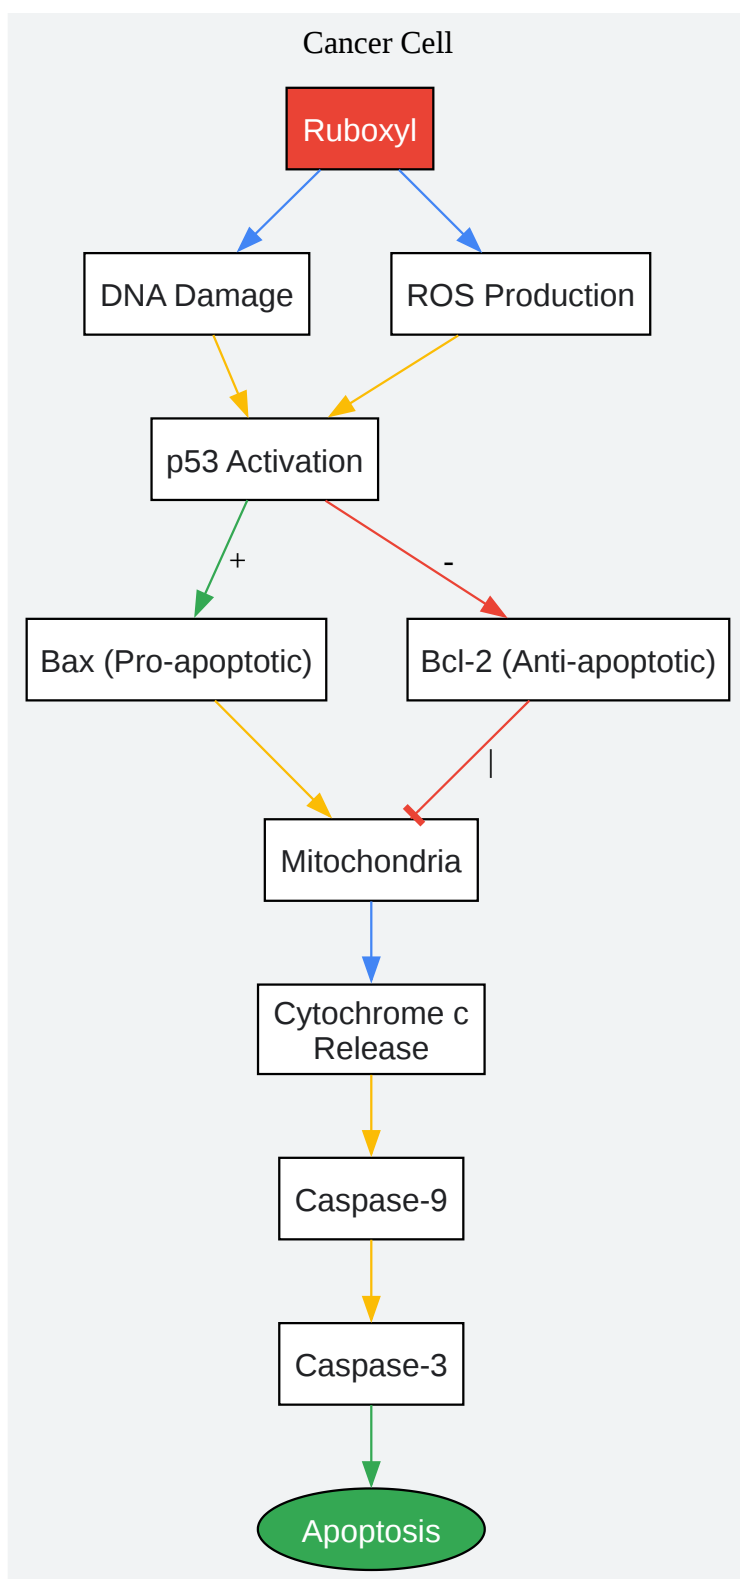 Cancer Cell
Ruboxyl
DNA Damage
ROS Production
p53 Activation
+
-
Bax (Pro-apoptotic)
Bcl-2 (Anti-apoptotic)
|
Mitochondria
Cytochrome c
Release
Caspase-9
Caspase-3
Apoptosis